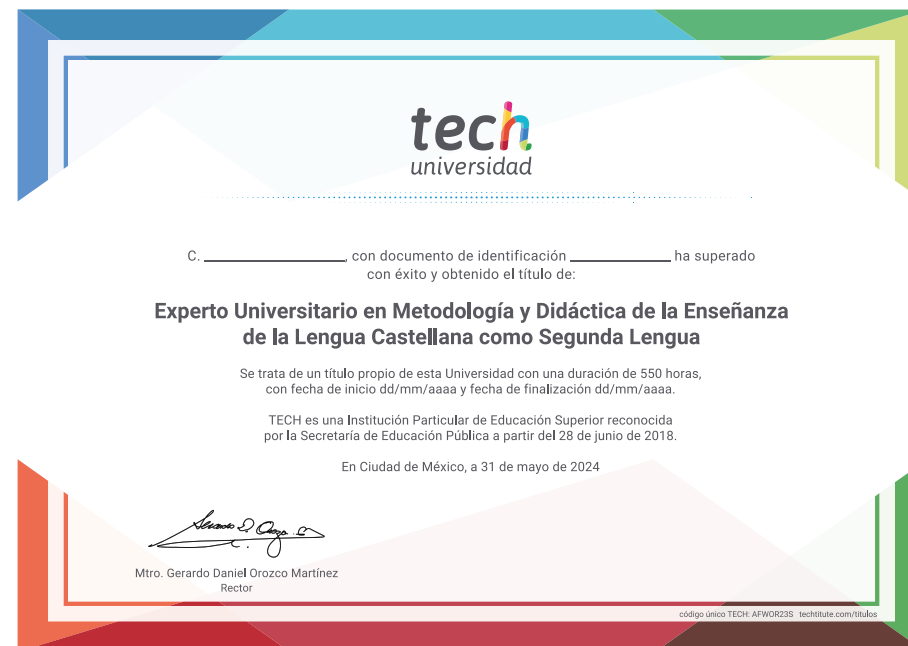 tech
universidad
C. ____________, con documento de identificación ____________ ha superado
con éxito y obtenido el título de:
Experto Universitario en Metodología y Didáctica de la Enseñanza
de la Lengua Castellana como Segunda Lengua
Se trata de un título propio de esta Universidad con una duración de 550 horas,
con fecha de inicio dd/mm/aaaa y fecha de finalización dd/mm/aaaa.
TECH es una Institución Particular de Educación Superior reconocida
por la Secretaría de Educación Pública a partir del 28 de junio de 2018.
En Ciudad de México, a 31 de mayo de 2024
Mtro. Gerardo Daniel Orozco Martínez
Rector
código único TECH: AFWOR23S techtitute.com/titulos